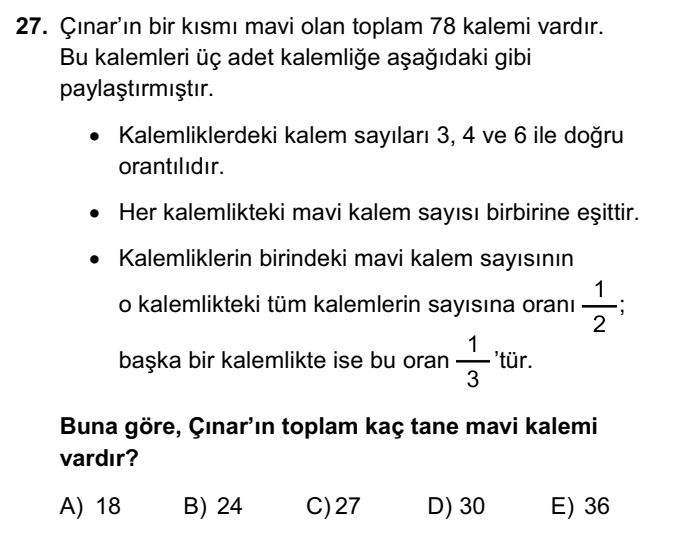 27. Çınar’ın bir kısmı mavi olan toplam 78 kalemi vardır.
Bu kalemleri üç adet kalemliğe aşağıdaki gibi
paylaştırmıştır.
• Kalemliklerdeki kalem sayıları 3, 4 ve 6 ile doğru
orantılıdır.
• Her kalemlikteki mavi kalem sayısı birbirine eşittir.
• Kalemliklerin birindeki mavi kalem sayısının
o kalemlikteki tüm kalemlerin sayısına oranı 1/2;
başka bir kalemlikte ise bu oran 1/3’tür.
Buna göre, Çınar’ın toplam kaç tane mavi kalemi
vardır?
A) 18 B) 24 C) 27 D) 30 E) 36